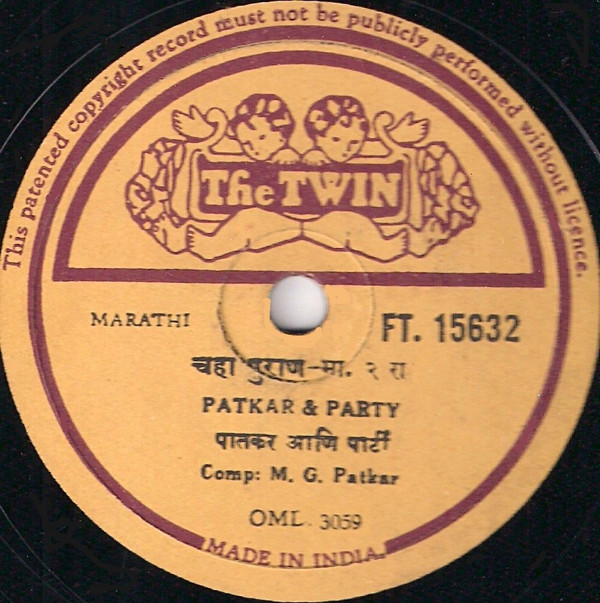 This patented copyright record must not be publicly performed without licence.
The TWIN
MARATHI
FT. 15632
चहा पुराण-भा. २ रा
PATKAR & PARTY
पातकर आणि पार्टी
Comp: M. G. Patkar
OML 3059
MADE IN INDIA.